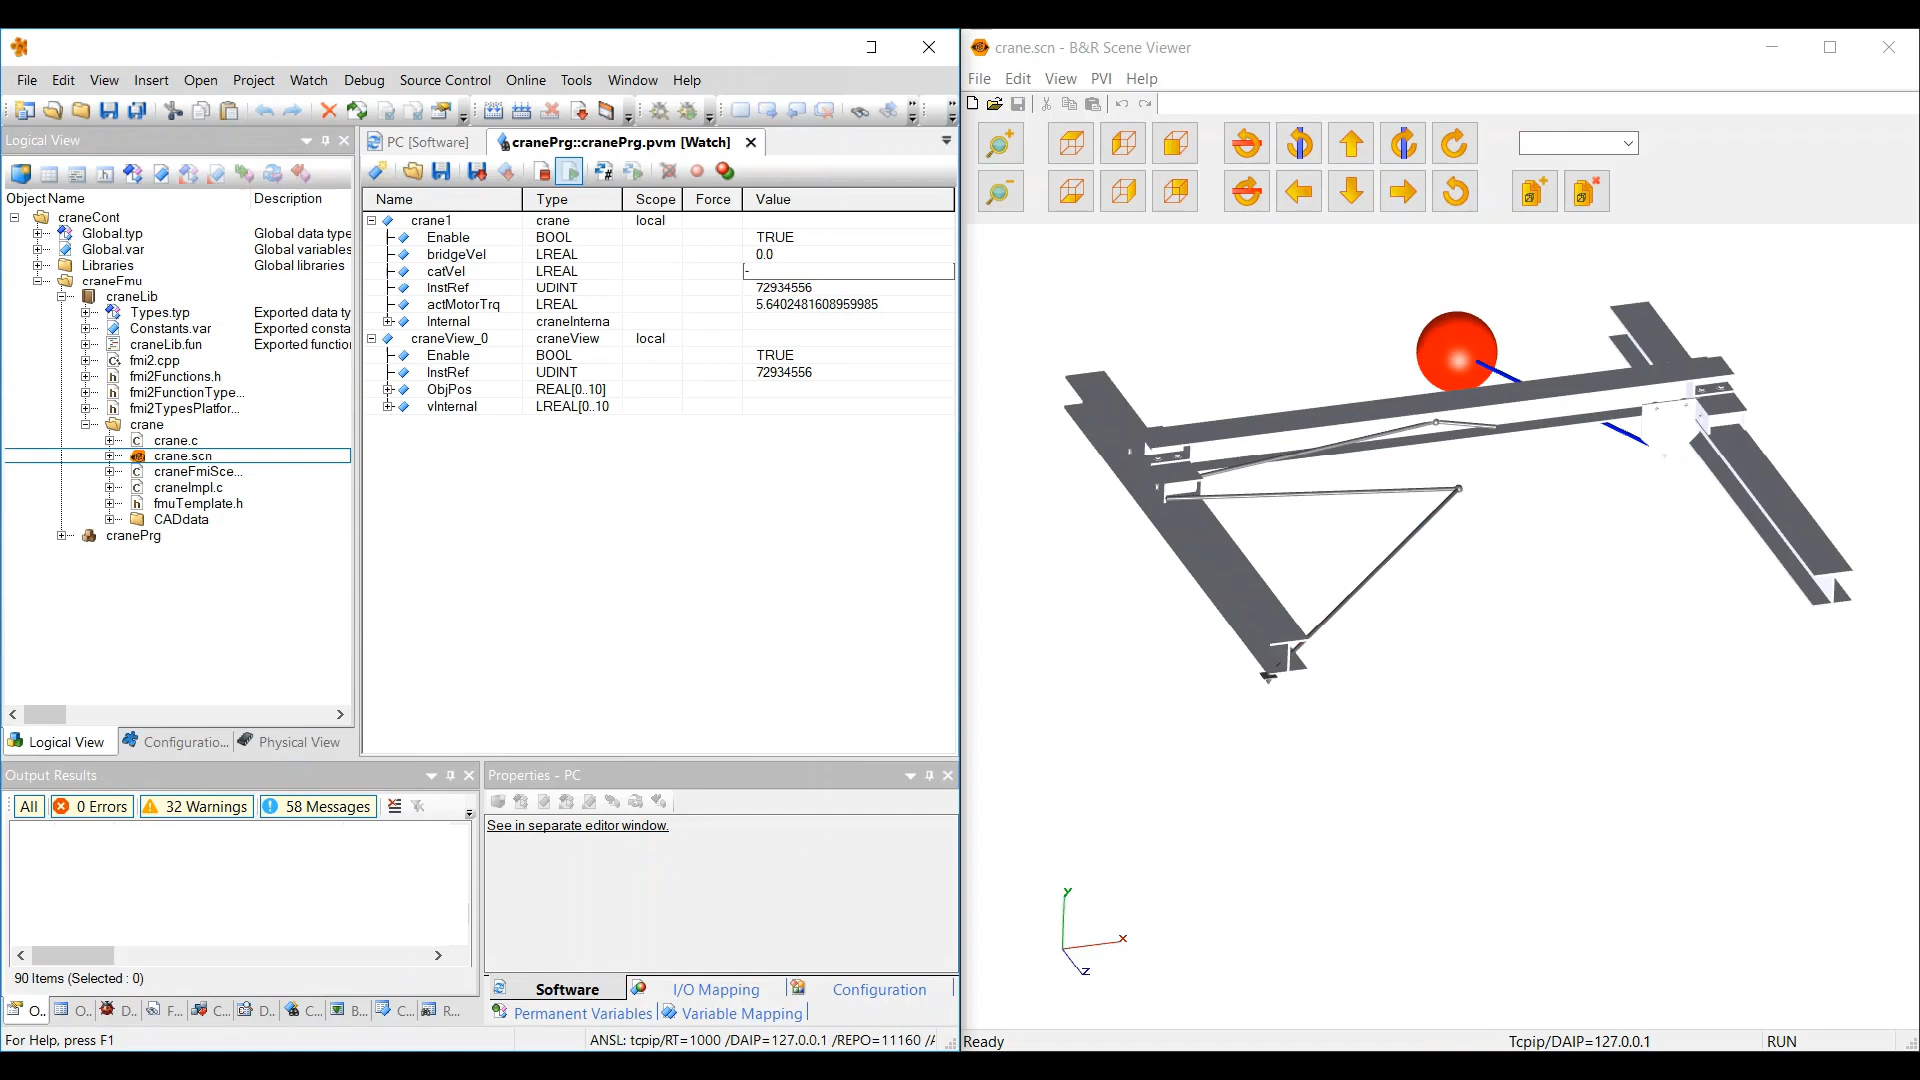 File Edit View Insert Open Project Watch Debug Source Control Online Tools Window Help
Logical View
Object Name Description
craneCont
Global.typ Global data type
Global.var Global variables
Libraries Global libraries
craneFmu
craneLib
Types.typ Exported data ty
Constants.var Exported consta
craneLib.fun Exported functio
fmi2.cpp
fmi2Functions.h
fmi2FunctionType...
fmi2TypesPlatfor...
crane
crane.c
crane.scn
craneFmiSce...
craneImpl.c
fmuTemplate.h
CADdata
cranePrg
Logical View Configuratio... Physical View
PC [Software] cranePrg::cranePrg.pvm [Watch]
Name Type Scope Force Value
crane1 crane local
Enable BOOL TRUE
bridgeVel LREAL 0.0
catVel LREAL -
InstRef UDINT 72934556
actMotorTrq LREAL 5.6402481608959985
Internal craneInterna
craneView_0 craneView local
Enable BOOL TRUE
InstRef UDINT 72934556
ObjPos REAL[0..10]
vInternal LREAL[0..10
Output Results
All 0 Errors 32 Warnings 58 Messages
90 Items (Selected : 0)
O.. O.. D.. F... C... D.. C... B... C... R...
Properties - PC
See in separate editor window.
Software I/O Mapping Configuration
Permanent Variables Variable Mapping
For Help, press F1 ANSL: tcpip/RT=1000 /DAIP=127.0.0.1 /REPO=11160 /A
crane.scn - B&R Scene Viewer
File Edit View PVI Help
y
x
z
Ready Tcpip/DAIP=127.0.0.1 RUN